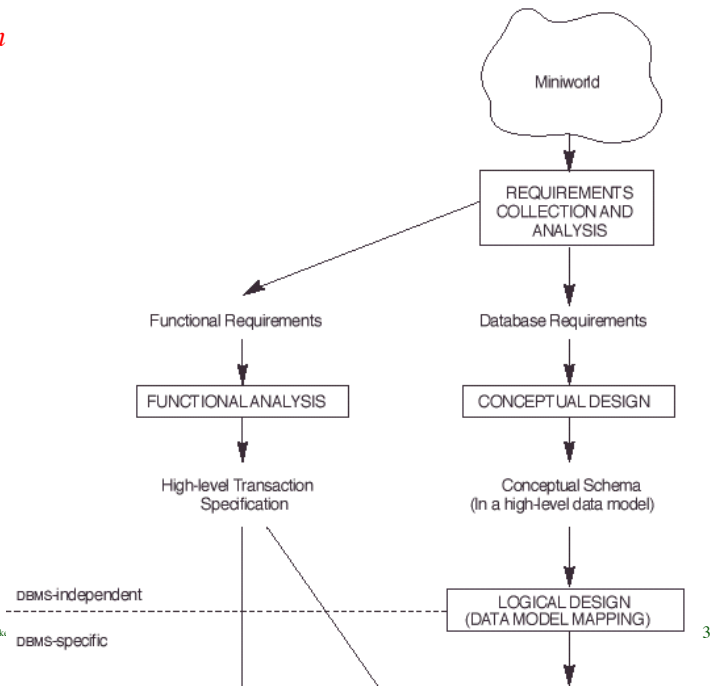 Miniworld
REQUIREMENTS
COLLECTION AND
ANALYSIS
Functional Requirements
Database Requirements
FUNCTIONAL ANALYSIS
CONCEPTUAL DESIGN
High-level Transaction
Specification
Conceptual Schema
(In a high-level data model)
DBMS-independent
LOGICAL DESIGN
(DATA MODEL MAPPING)
DBMS-specific
3